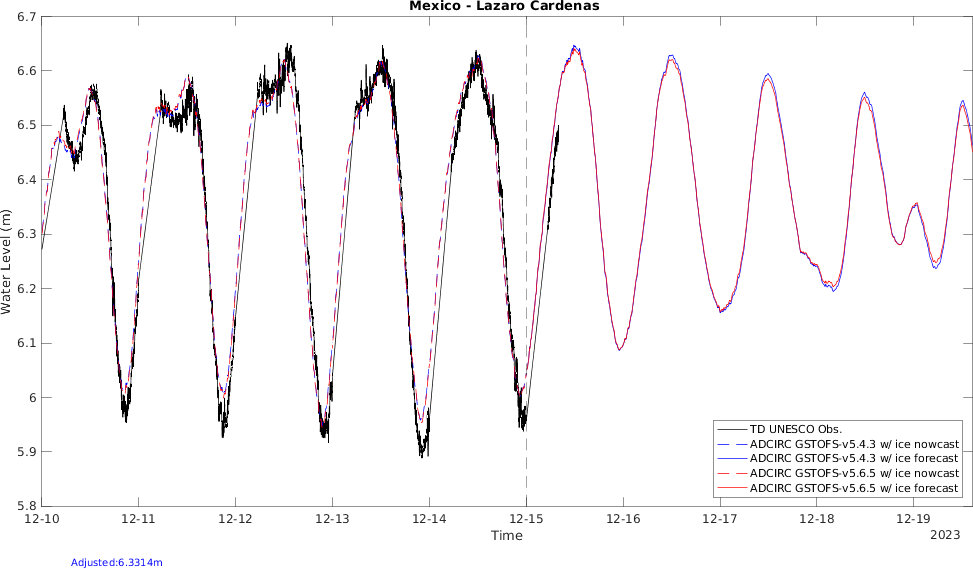 Mexico - Lazaro Cardenas
6.7
6.6
6.5
6.4
6.3
6.2
6.1
6
5.9
5.8
Water Level (m)
12-10
12-11
12-12
12-13
12-14
12-15
12-16
12-17
12-18
12-19
Time
2023
TD UNESCO Obs.
ADCIRC GSTOFS-v5.4.3 w/ ice nowcast
ADCIRC GSTOFS-v5.4.3 w/ ice forecast
ADCIRC GSTOFS-v5.6.5 w/ ice nowcast
ADCIRC GSTOFS-v5.6.5 w/ ice forecast
Adjusted:6.3314m